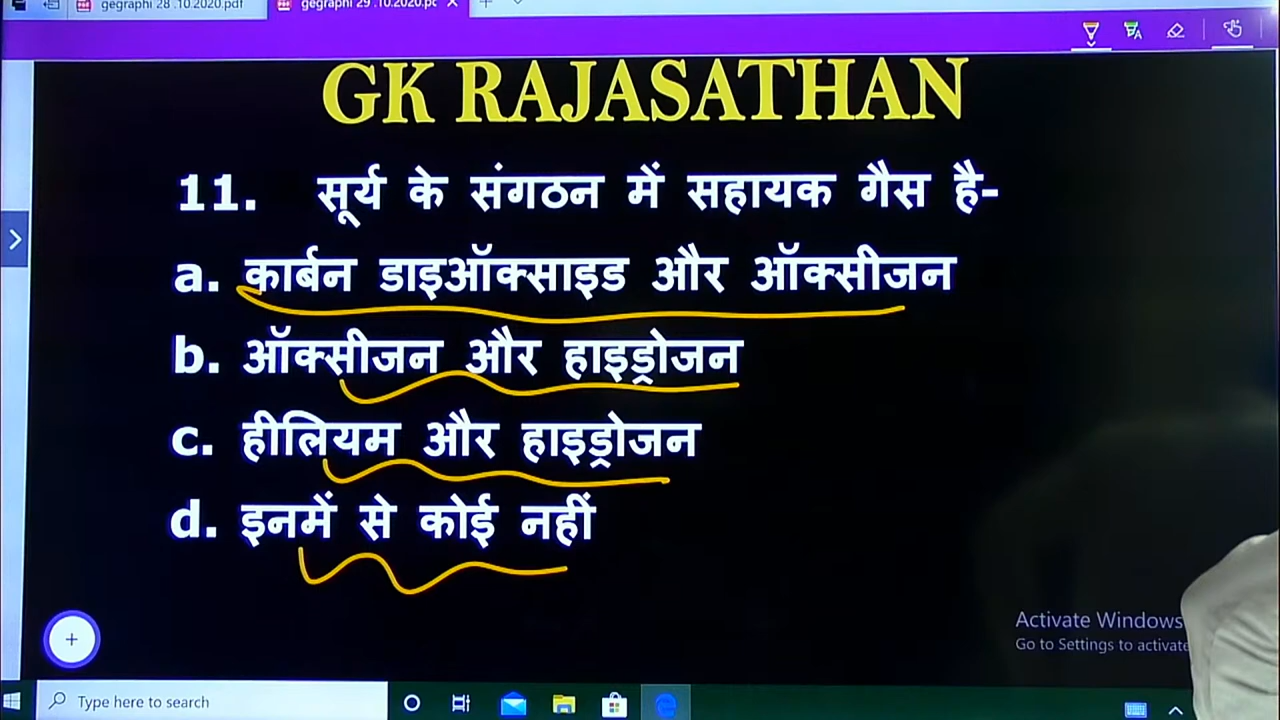 gegraphi 28 .10.2020.pdf
gegraphi 29 .10.2020.pc
GK RAJASATHAN
11. सूर्य के संगठन में सहायक गैस है-
a. कार्बन डाइऑक्साइड और ऑक्सीजन
b. ऑक्सीजन और हाइड्रोजन
c. हीलियम और हाइड्रोजन
d. इनमें से कोई नहीं
Activate Windows
Go to Settings to activate
Type here to search